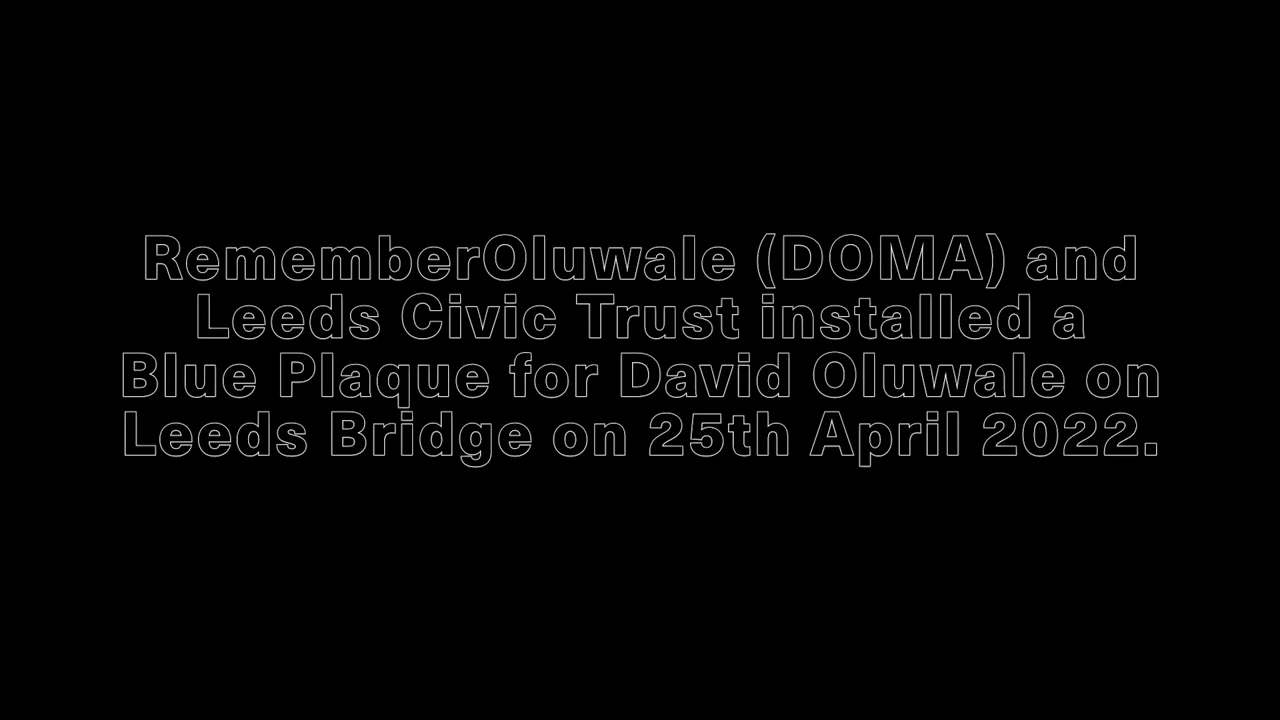 RememberOluwale (DOMA) and
Leeds Civic Trust installed a
Blue Plaque for David Oluwale on
Leeds Bridge on 25th April 2022.